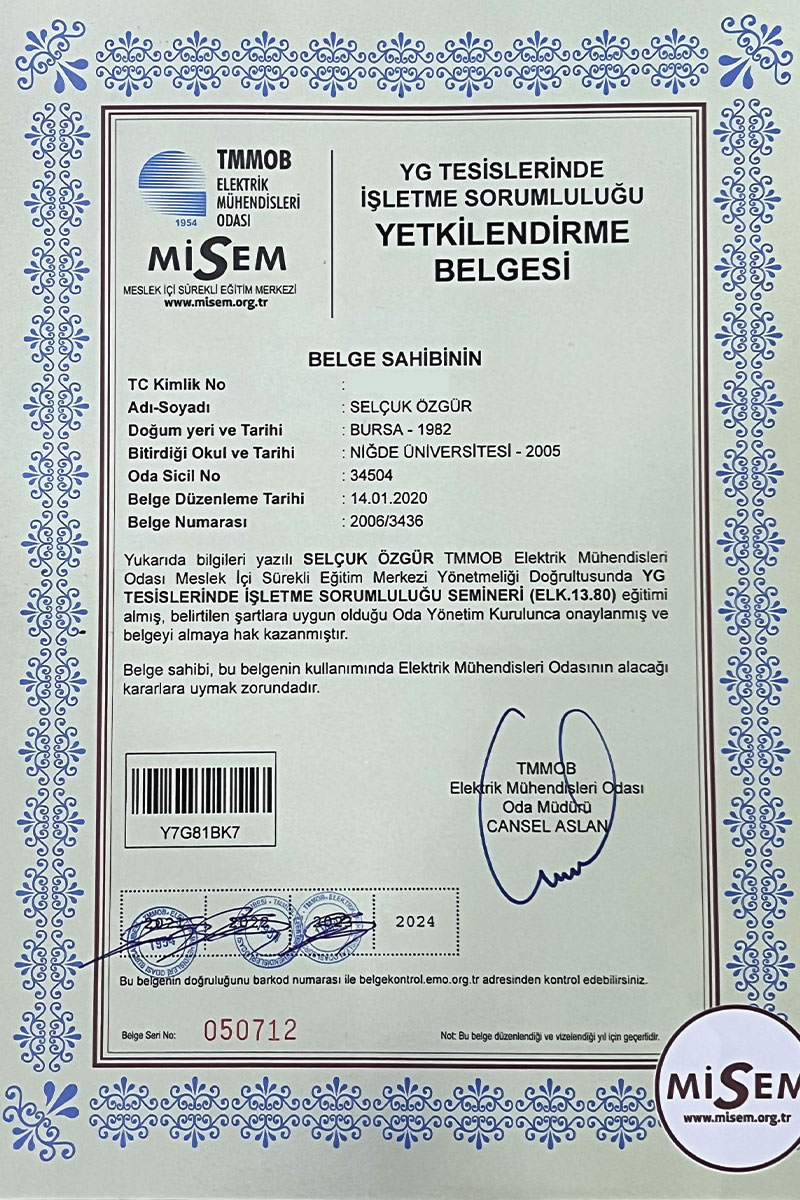 TMMOB
ELEKTRİK
MÜHENDİSLERİ
ODASI
1954
MİSEM
MESLEK İÇİ SÜREKLİ EĞİTİM MERKEZİ
www.misem.org.tr
YG TESİSLERİNDE
İŞLETME SORUMLULUĞU
YETKİLENDİRME
BELGESİ
BELGE SAHİBİNİN
TC Kimlik No :
Adı-Soyadı : SELÇUK ÖZGÜR
Doğum yeri ve Tarihi : BURSA - 1982
Bitirdiği Okul ve Tarihi : NİĞDE ÜNİVERSİTESİ - 2005
Oda Sicil No : 34504
Belge Düzenleme Tarihi : 14.01.2020
Belge Numarası : 2006/3436
Yukarıda bilgileri yazılı SELÇUK ÖZGÜR TMMOB Elektrik Mühendisleri
Odası Meslek İçi Sürekli Eğitim Merkezi Yönetmeliği Doğrultusunda YG
TESİSLERİNDE İŞLETME SORUMLULUĞU SEMİNERİ (ELK.13.80) eğitimi
almış, belirtilen şartlara uygun olduğu Oda Yönetim Kurulunca onaylanmış ve
belgeyi almaya hak kazanmıştır.
Belge sahibi, bu belgenin kullanımında Elektrik Mühendisleri Odasının alacağı
kararlara uymak zorundadır.
TMMOB
Elektrik Mühendisleri Odası
Oda Müdürü
CANSEL ASLAN
Y7G81BK7
2021 2022 2023 2024
Bu belgenin doğruluğunu barkod numarası ile belgekontrol.emo.org.tr adresinden kontrol edebilirsiniz.
Belge Seri No: 050712
Not: Bu belge düzenlendiği ve vizelendiği yıl için geçerlidir.
MİSEM
www.misem.org.tr